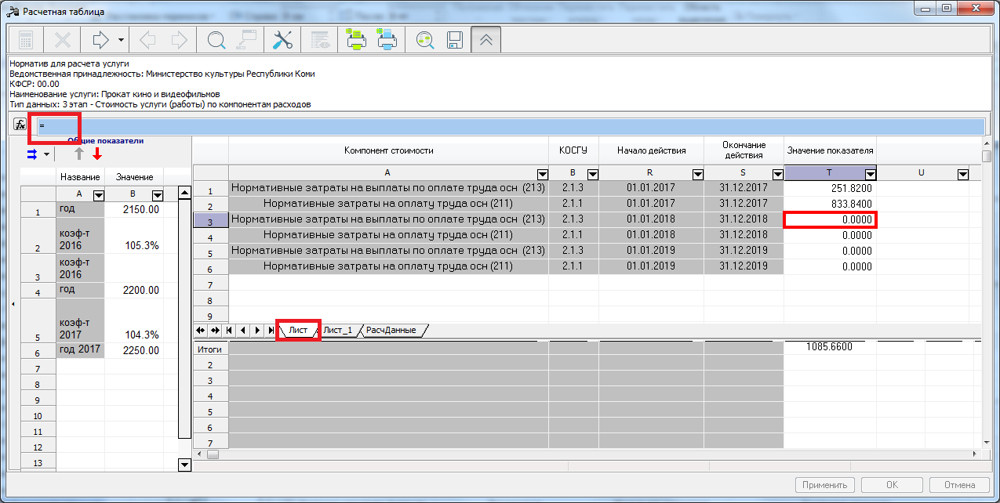 Расчетная таблица
Норматив для расчета услуги
Ведомственная принадлежность: Министерство культуры Республики Коми
КФСР: 00.00
Наименование услуги: Прокат кино и видеофильмов
Тип данных: 3 этап - Стоимость услуги (работы) по компонентам расходов
fx =
Общие показатели
Название Значение
A B
1 год 2150.00
2 коэф-т 2016 105.3%
3 коэф-т 2016
4 год 2200.00
5 коэф-т 2017 104.3%
6 год 2017 2250.00
7
8
9
10
11
12
13
Компонент стоимости КОСГУ Начало действия Окончание действия Значение показателя
A B R S T U
1 Нормативные затраты на выплаты по оплате труда осн (213) 2.1.3 01.01.2017 31.12.2017 251.8200
2 Нормативные затраты на оплату труда осн (211) 2.1.1 01.01.2017 31.12.2017 833.8400
3 Нормативные затраты на выплаты по оплате труда осн (213) 2.1.3 01.01.2018 31.12.2018 0.0000
4 Нормативные затраты на оплату труда осн (211) 2.1.1 01.01.2018 31.12.2018 0.0000
5 Нормативные затраты на выплаты по оплате труда осн (213) 2.1.3 01.01.2019 31.12.2019 0.0000
6 Нормативные затраты на оплату труда осн (211) 2.1.1 01.01.2019 31.12.2019 0.0000
7
8
9
Лист Лист_1 РасчДанные
Итоги 1085.6600
2
3
4
5
6
7
Применить OK Отмена